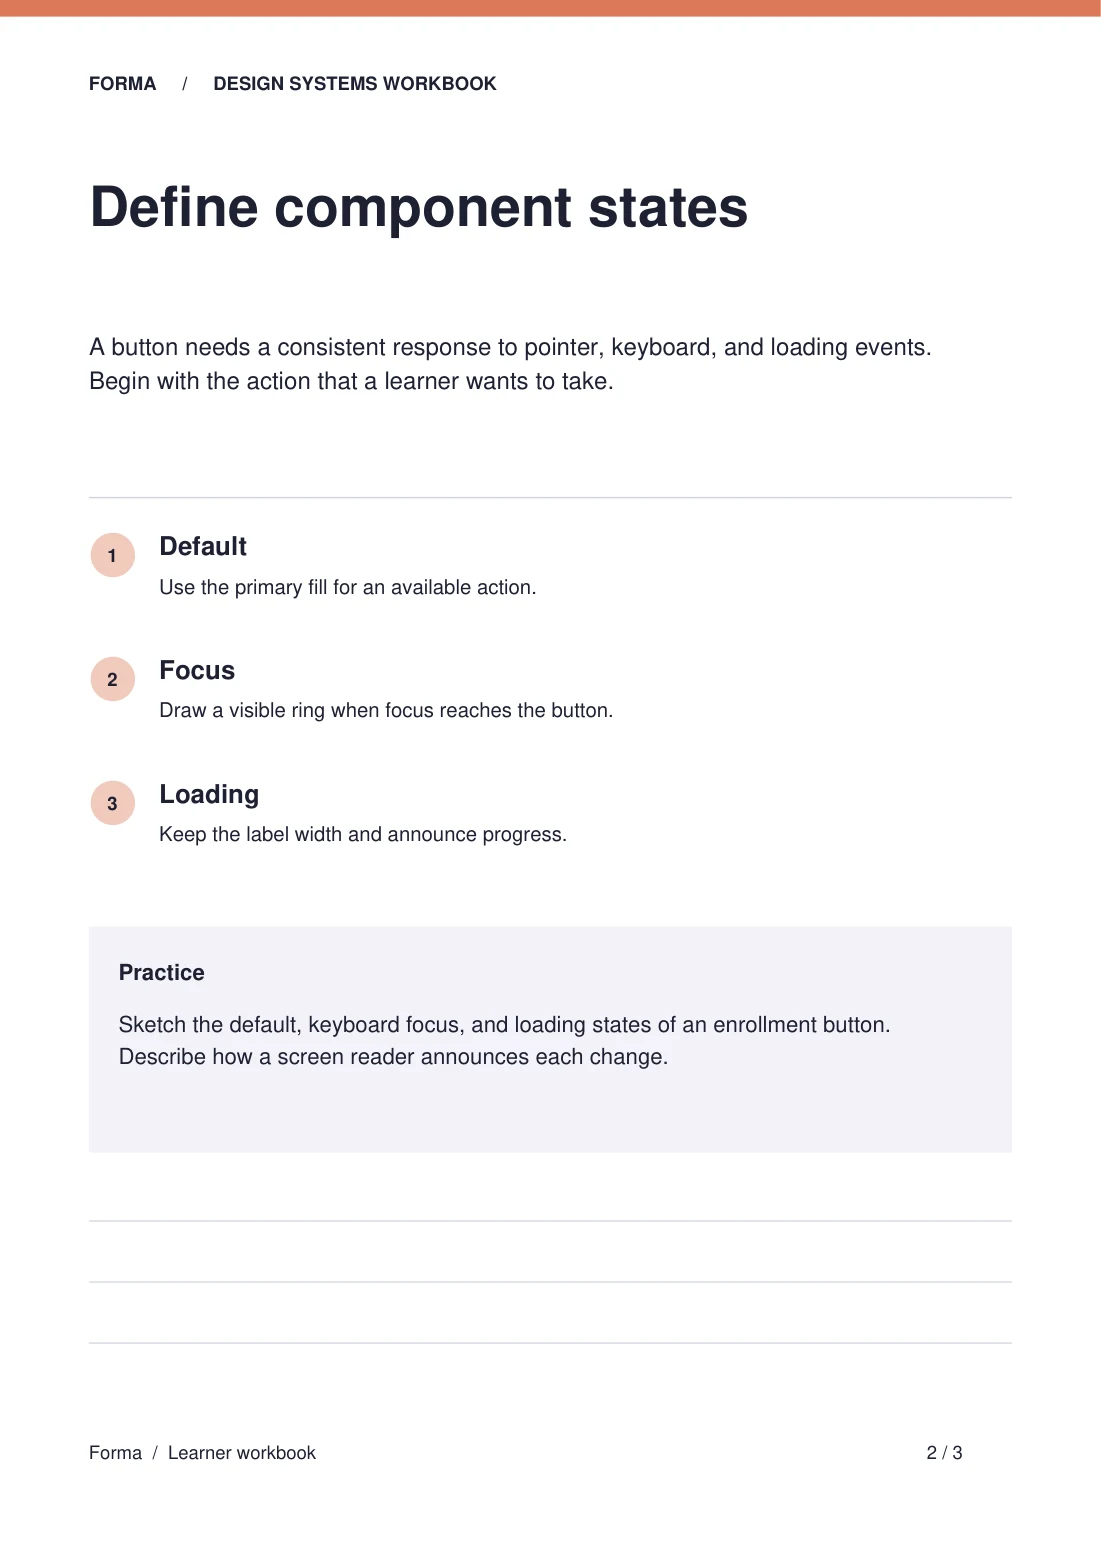 FORMA / DESIGN SYSTEMS WORKBOOK
Define component states
A button needs a consistent response to pointer, keyboard, and loading events.
Begin with the action that a learner wants to take.
1 Default
Use the primary fill for an available action.
2 Focus
Draw a visible ring when focus reaches the button.
3 Loading
Keep the label width and announce progress.
Practice
Sketch the default, keyboard focus, and loading states of an enrollment button.
Describe how a screen reader announces each change.
Forma / Learner workbook 2 / 3